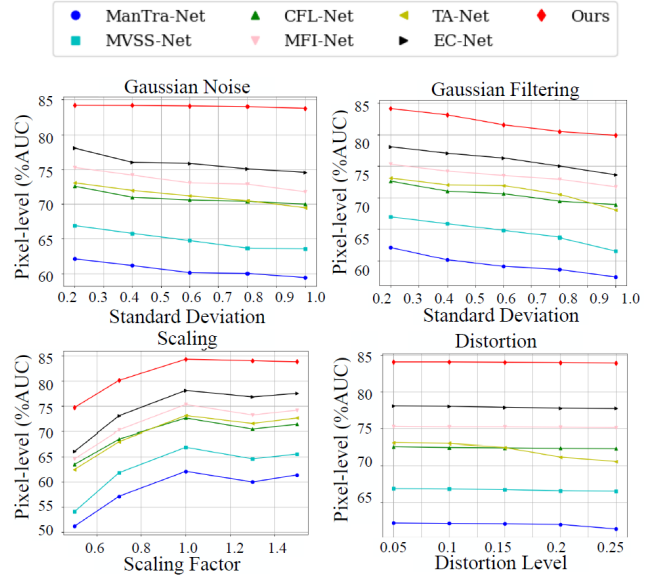 ManTra-Net CFL-Net TA-Net Ours
MVSS-Net MFI-Net EC-Net
Gaussian Noise
Pixel-level (%AUC)
85
80
75
70
65
60
0.2 0.3 0.4 0.5 0.6 0.7 0.8 0.9 1.0
Standard Deviation
Gaussian Filtering
Pixel-level (%AUC)
85
80
75
70
65
60
0.2 0.3 0.4 0.5 0.6 0.7 0.8 0.9 1.0
Standard Deviation
Scaling
Pixel-level (%AUC)
85
80
75
70
65
60
55
50
0.6 0.8 1.0 1.2 1.4
Scaling Factor
Distortion
Pixel-level (%AUC)
85
80
75
70
65
0.05 0.1 0.15 0.2 0.25
Distortion Level